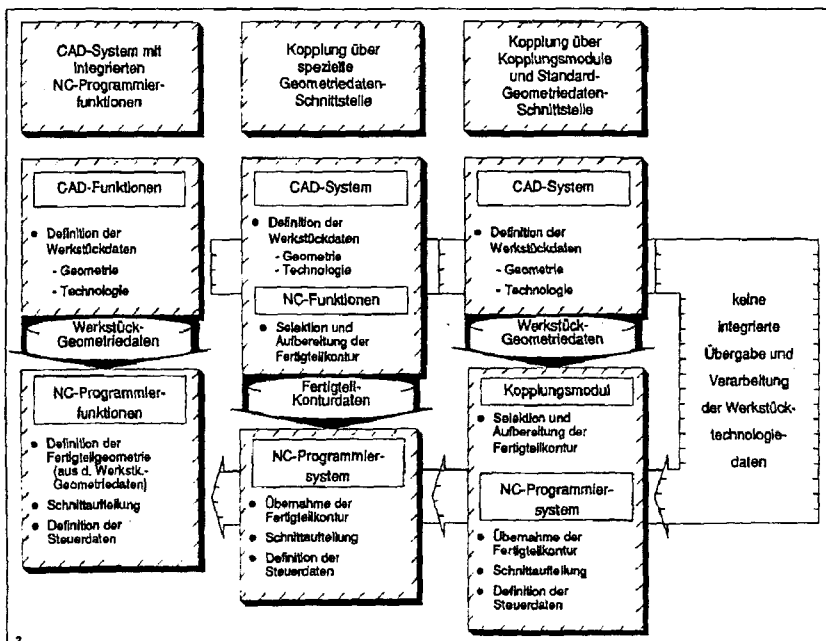 CAD-System mit
integrierten
NC-Programmier-
funktionen
Kopplung über
spezielle
Geometriedaten-
Schnittstelle
Kopplung über
Kopplungsmodule
und Standard-
Geometriedaten-
Schnittstelle
CAD-Funktionen
• Definition der
Werkstückdaten
- Geometrie
- Technologie
Werkstück-
Geometriedaten
NC-Programmier-
funktionen
• Definition der
Fertigteilgeometrie
(aus d. Werkstk.-
Geometriedaten)
• Schnittaufteilung
• Definition der
Steuerdaten
CAD-System
• Definition der
Werkstückdaten
- Geometrie
- Technologie
NC-Funktionen
• Selektion und
Aufbereitung der
Fertigteilkontur
Fertigteil-
Konturdaten
NC-Programmier-
system
• Übernahme der
Fertigteilkontur
• Schnittaufteilung
• Definition der
Steuerdaten
CAD-System
• Definition der
Werkstückdaten
- Geometrie
- Technologie
Werkstück-
Geometriedaten
Kopplungsmodul
• Selektion und
Aufbereitung der
Fertigteilkontur
NC-Programmier-
system
• Übernahme der
Fertigteilkontur
• Schnittaufteilung
• Definition der
Steuerdaten
keine
integrierte
Übergabe und
Verarbeitung
der Werkstück-
technologie-
daten
2